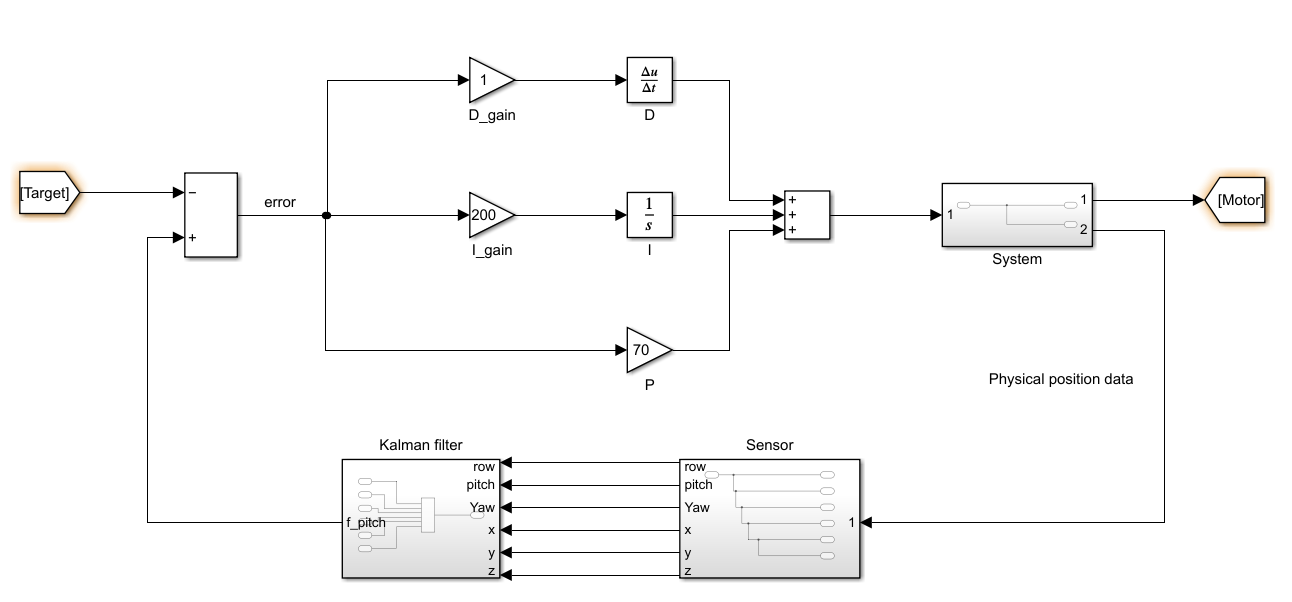 1
D_gain
Δu
Δt
D
[Target]
−
+
error
200
I_gain
1
s
I
+
+
+
1
1
2
System
[Motor]
70
P
Physical position data
Kalman filter
row
pitch
Yaw
x
y
z
f_pitch
Sensor
row
pitch
Yaw
x
y
z
1